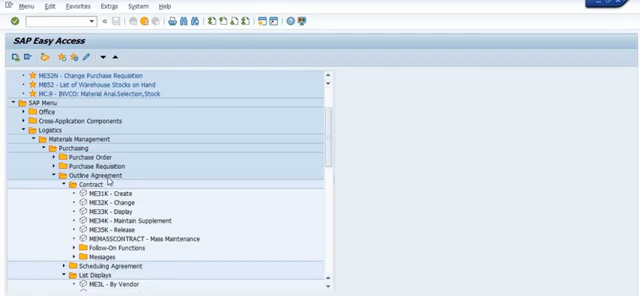 Menu Edit Favorites Extras System Help
SAP Easy Access
ME52N - Change Purchase Requisition
MB52 - List of Warehouse Stocks on Hand
MC.9 - INVCO: Material Anal.Selection,Stock
SAP Menu
Office
Cross-Application Components
Logistics
Materials Management
Purchasing
Purchase Order
Purchase Requisition
Outline Agreement
Contract
ME31K - Create
ME32K - Change
ME33K - Display
ME34K - Maintain Supplement
ME35K - Release
MEMASSCONTRACT - Mass Maintenance
Follow-On Functions
Messages
Scheduling Agreement
List Displays
ME3L - By Vendor